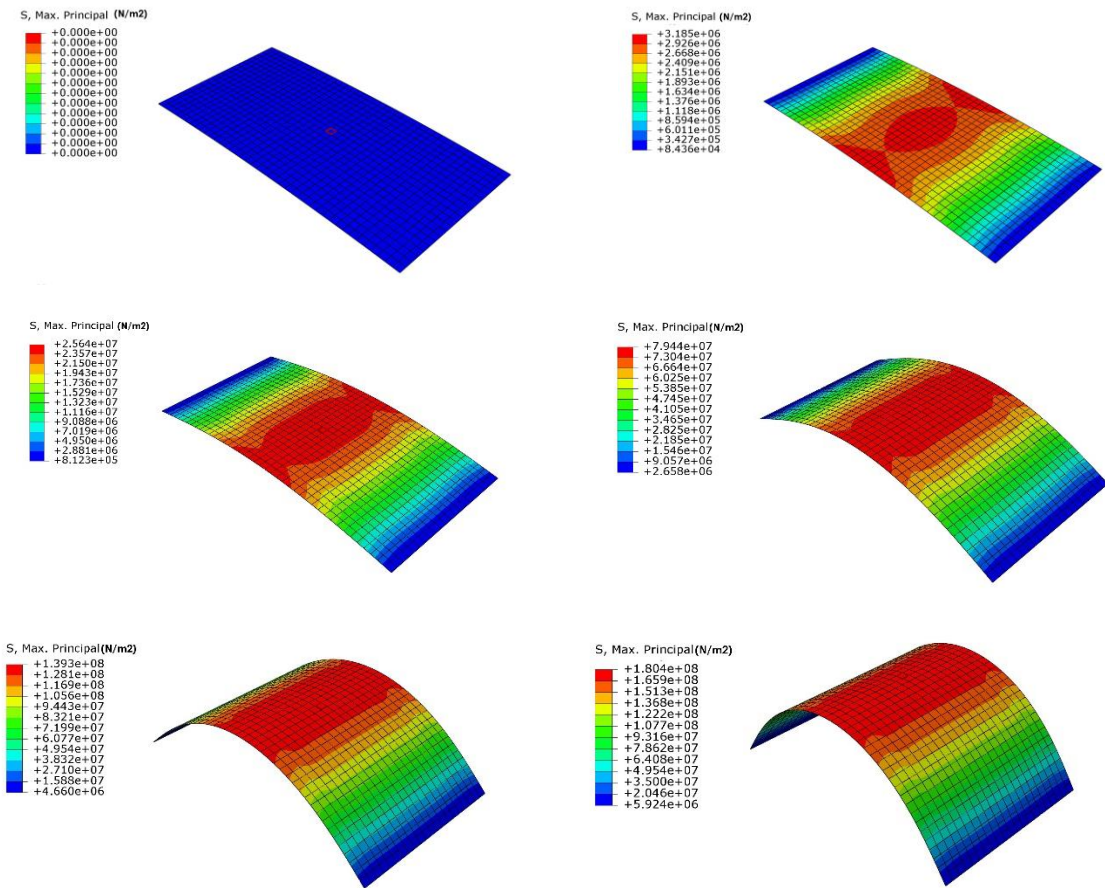 S, Max. Principal (N/m2)
+0.000e+00
+0.000e+00
+0.000e+00
+0.000e+00
+0.000e+00
+0.000e+00
+0.000e+00
+0.000e+00
+0.000e+00
+0.000e+00
+0.000e+00
+0.000e+00
+0.000e+00
S, Max. Principal (N/m2)
+3.185e+06
+2.926e+06
+2.668e+06
+2.409e+06
+2.151e+06
+1.893e+06
+1.634e+06
+1.376e+06
+1.118e+06
+8.594e+05
+6.011e+05
+3.427e+05
+8.436e+04
S, Max. Principal (N/m2)
+2.564e+07
+2.357e+07
+2.150e+07
+1.943e+07
+1.736e+07
+1.529e+07
+1.323e+07
+1.116e+07
+9.088e+06
+7.019e+06
+4.950e+06
+2.881e+06
+8.123e+05
S, Max. Principal(N/m2)
+7.944e+07
+7.304e+07
+6.664e+07
+6.025e+07
+5.385e+07
+4.745e+07
+4.105e+07
+3.465e+07
+2.825e+07
+2.185e+07
+1.546e+07
+9.057e+06
+2.658e+06
S, Max. Principal(N/m2)
+1.393e+08
+1.281e+08
+1.169e+08
+1.056e+08
+9.443e+07
+8.321e+07
+7.199e+07
+6.077e+07
+4.954e+07
+3.832e+07
+2.710e+07
+1.588e+07
+4.660e+06
S, Max. Principal(N/m2)
+1.804e+08
+1.659e+08
+1.513e+08
+1.368e+08
+1.222e+08
+1.077e+08
+9.316e+07
+7.862e+07
+6.408e+07
+4.954e+07
+3.500e+07
+2.046e+07
+5.924e+06